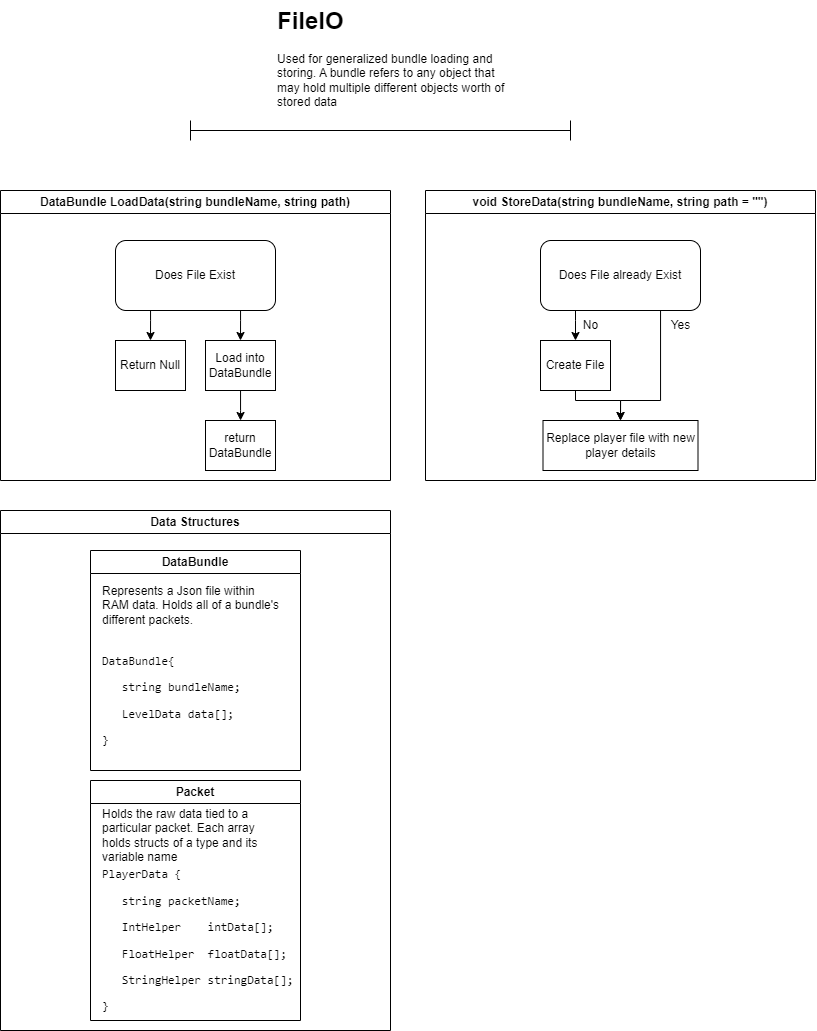 FileIO
Used for generalized bundle loading and
storing. A bundle refers to any object that
may hold multiple different objects worth of
stored data
DataBundle LoadData(string bundleName, string path)
Does File Exist
Return Null
Load into
DataBundle
return
DataBundle
void StoreData(string bundleName, string path = "")
Does File already Exist
No
Yes
Create File
Replace player file with new
player details
Data Structures
DataBundle
Represents a Json file within
RAM data. Holds all of a bundle's
different packets.
DataBundle{
string bundleName;
LevelData data[];
}
Packet
Holds the raw data tied to a
particular packet. Each array
holds structs of a type and its
variable name
PlayerData {
string packetName;
IntHelper    intData[];
FloatHelper  floatData[];
StringHelper stringData[];
}